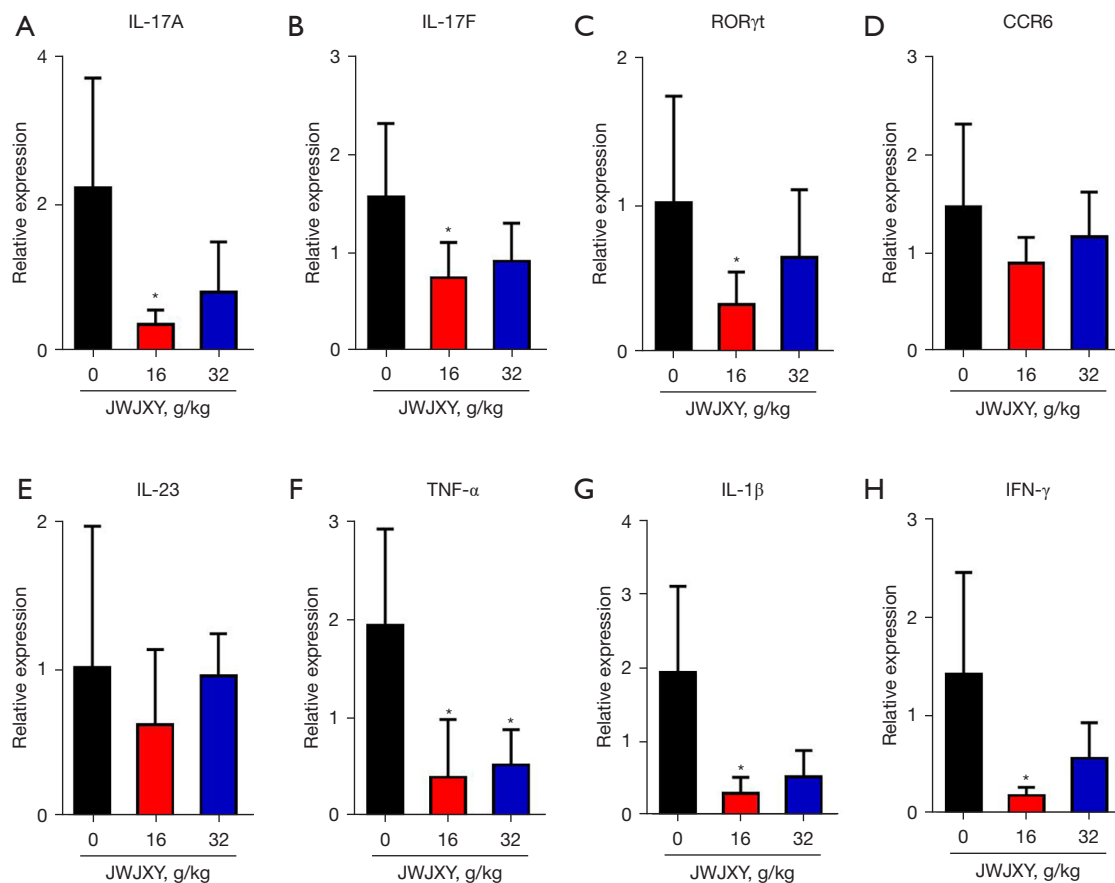 A IL-17A
4
2
0
Relative expression
*
0 16 32
JWJXY, g/kg
B IL-17F
3
2
1
0
Relative expression
*
0 16 32
JWJXY, g/kg
C RORγt
2
1
0
Relative expression
*
0 16 32
JWJXY, g/kg
D CCR6
3
2
1
0
Relative expression
0 16 32
JWJXY, g/kg
E IL-23
2
1
0
Relative expression
0 16 32
JWJXY, g/kg
F TNF-α
3
2
1
0
Relative expression
* *
0 16 32
JWJXY, g/kg
G IL-1β
4
3
2
1
0
Relative expression
*
0 16 32
JWJXY, g/kg
H IFN-γ
3
2
1
0
Relative expression
*
0 16 32
JWJXY, g/kg